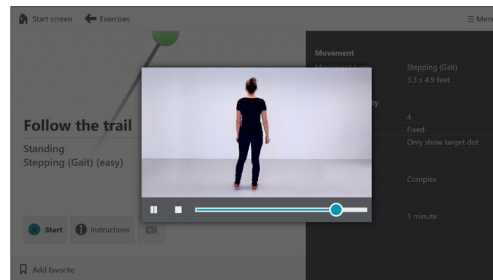 Start screen
Exercises
Menu
Follow the trail
Standing
Stepping (Gait) (easy)
Start
Instructions
Add favorite
Movement
Stepping (Gait)
3.3 x 4.9 feet
4
Fixed
Only show target dot
Complex
1 minute